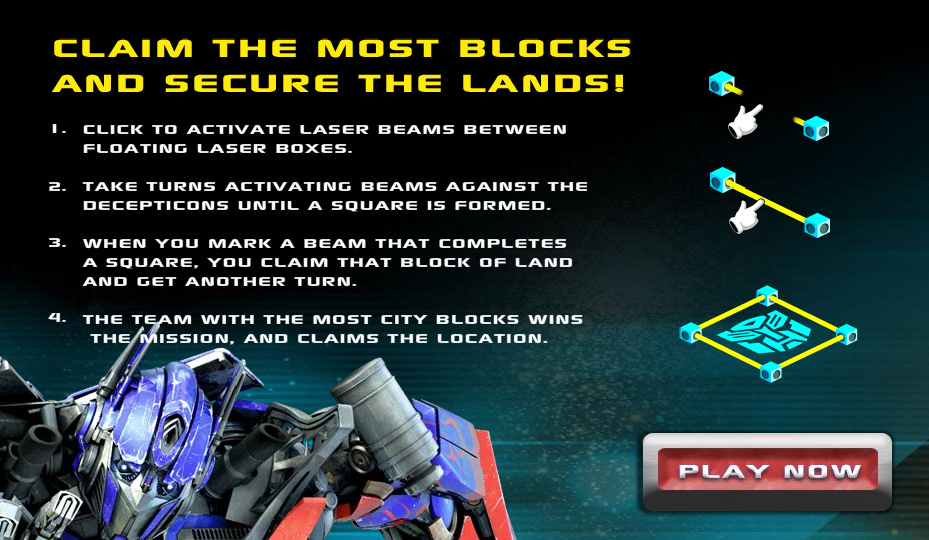 CLAIM THE MOST BLOCKS
AND SECURE THE LANDS!
1. CLICK TO ACTIVATE LASER BEAMS BETWEEN
FLOATING LASER BOXES.
2. TAKE TURNS ACTIVATING BEAMS AGAINST THE
DECEPTICONS UNTIL A SQUARE IS FORMED.
3. WHEN YOU MARK A BEAM THAT COMPLETES
A SQUARE, YOU CLAIM THAT BLOCK OF LAND
AND GET ANOTHER TURN.
4. THE TEAM WITH THE MOST CITY BLOCKS WINS
THE MISSION, AND CLAIMS THE LOCATION.
PLAY NOW